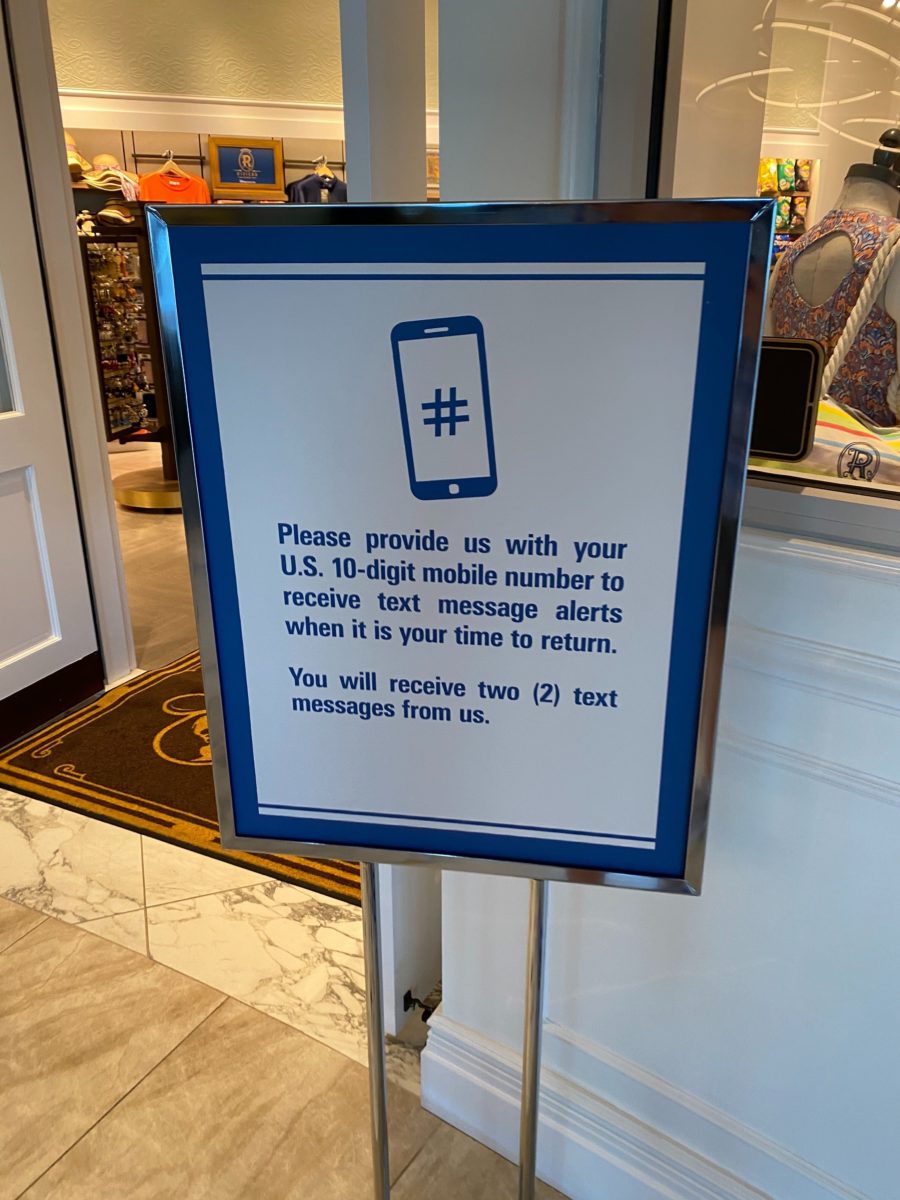 R
RIVIERA
#
Please provide us with your
U.S. 10-digit mobile number to
receive text message alerts
when it is your time to return.
You will receive two (2) text
messages from us.
R